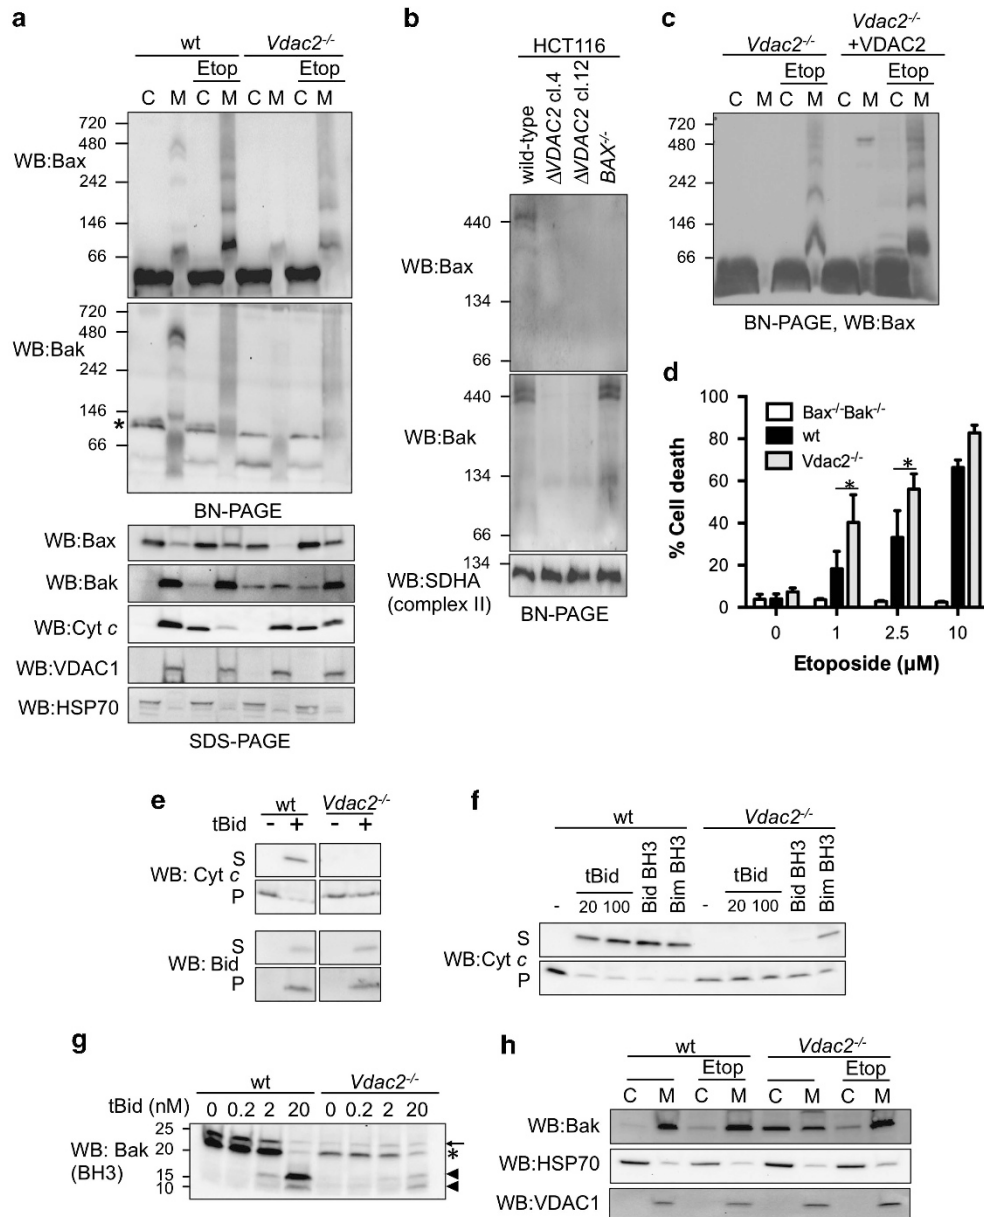 a
wt Vdac2-/-
Etop Etop
C M C M C M C M
WB:Bax
720
480
242
146
66
WB:Bak
720
480
242
146
*
66
BN-PAGE
WB:Bax
WB:Bak
WB:Cyt c
WB:VDAC1
WB:HSP70
SDS-PAGE
b
HCT116
wild-type
ΔVDAC2 cl.4
ΔVDAC2 cl.12
BAX-/-
WB:Bax
440
134
66
WB:Bak
440
134
66
134
WB:SDHA
(complex II)
BN-PAGE
c
Vdac2-/-
Vdac2-/-
+VDAC2
Etop Etop
C M C M C M C M
720
480
242
146
66
BN-PAGE, WB:Bax
d
% Cell death
100
80
60
40
20
0
Bax-/-Bak-/-
wt
Vdac2-/-
* *
0 1 2.5 10
Etoposide (μM)
e
wt Vdac2-/-
tBid - + - +
WB: Cyt c
S
P
WB: Bid
S
P
f
wt Vdac2-/-
- tBid 20 100 Bid BH3 Bim BH3 - tBid 20 100 Bid BH3 Bim BH3
WB:Cyt c
S
P
g
wt Vdac2-/-
tBid (nM) 0 0.2 2 20 0 0.2 2 20
WB: Bak
(BH3)
25
20
15
10
*
h
wt Vdac2-/-
Etop Etop
C M C M C M C M
WB:Bak
WB:HSP70
WB:VDAC1